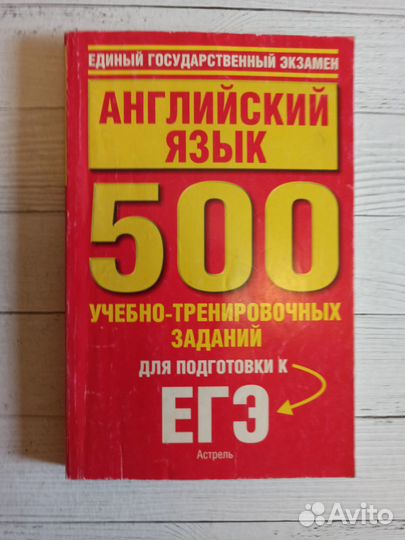 ЕДИНЫЙ ГОСУДАРСТВЕННЫЙ ЭКЗАМЕН
АНГЛИЙСКИЙ
ЯЗЫК
500
УЧЕБНО-ТРЕНИРОВОЧНЫХ
ЗАДАНИЙ
ДЛЯ ПОДГОТОВКИ К
ЕГЭ
Астрель
Avito